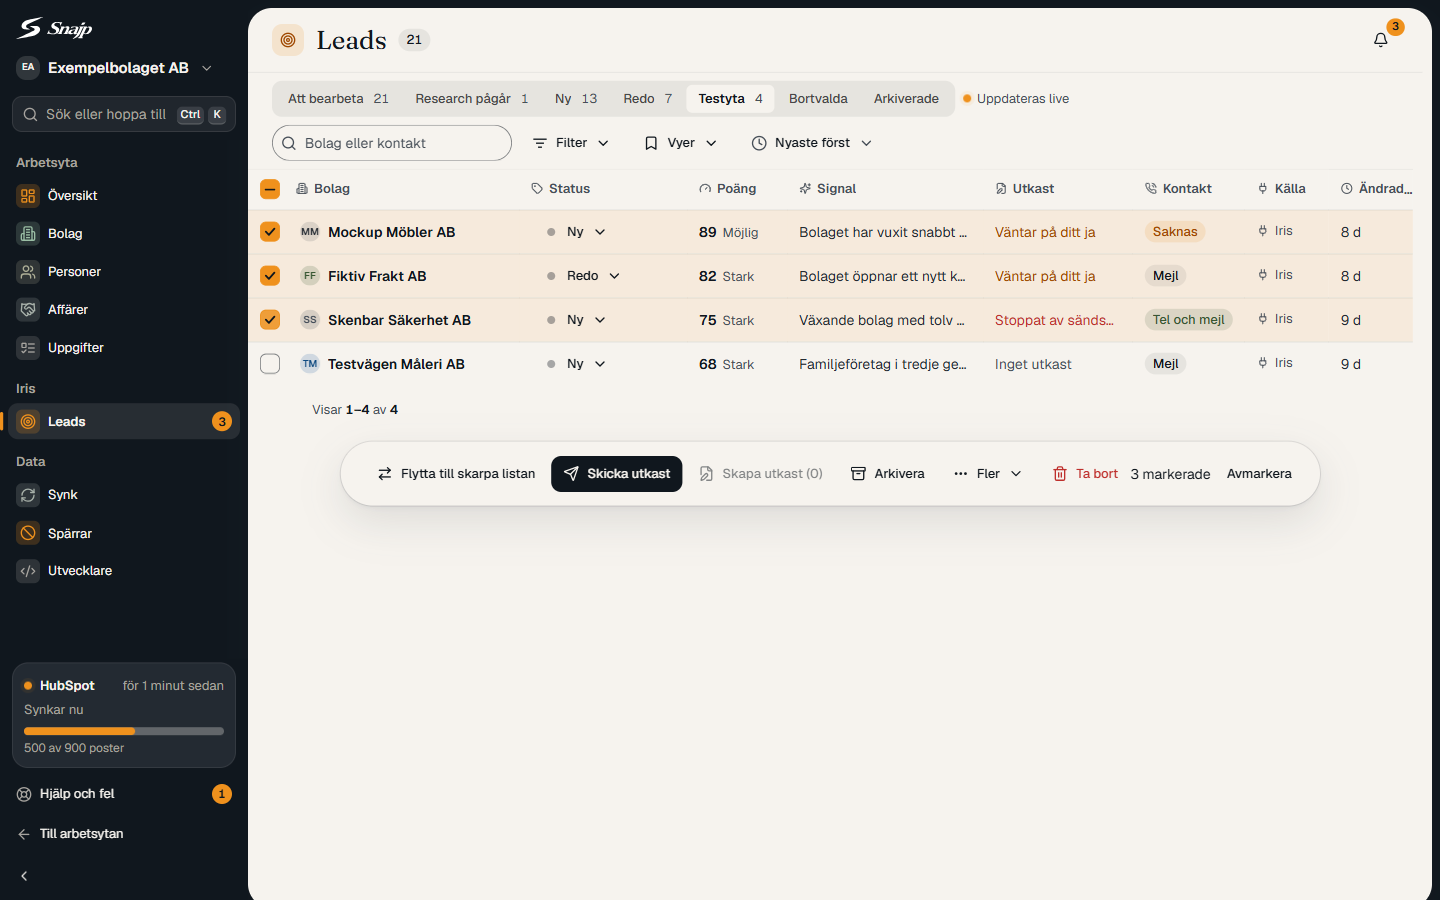 Snajp
EA Exempelbolaget AB
Sök eller hoppa till Ctrl K
Arbetsyta
Översikt
Bolag
Personer
Affärer
Uppgifter
Iris
Leads 3
Data
Synk
Spärrar
Utvecklare
HubSpot för 1 minut sedan
Synkar nu
500 av 900 poster
Hjälp och fel 1
Till arbetsytan
Leads 21
3
Att bearbeta 21 Research pågår 1 Ny 13 Redo 7 Testyta 4 Bortvalda Arkiverade Uppdateras live
Bolag eller kontakt Filter Vyer Nyaste först
Bolag Status Poäng Signal Utkast Kontakt Källa Ändrad...
MM Mockup Möbler AB Ny 89 Möjlig Bolaget har vuxit snabbt ... Väntar på ditt ja Saknas Iris 8 d
FF Fiktiv Frakt AB Redo 82 Stark Bolaget öppnar ett nytt k... Väntar på ditt ja Mejl Iris 8 d
SS Skenbar Säkerhet AB Ny 75 Stark Växande bolag med tolv ... Stoppat av sänds... Tel och mejl Iris 9 d
TM Testvägen Måleri AB Ny 68 Stark Familjeföretag i tredje ge... Inget utkast Mejl Iris 9 d
Visar 1–4 av 4
Flytta till skarpa listan Skicka utkast Skapa utkast (0) Arkivera Fler Ta bort 3 markerade Avmarkera